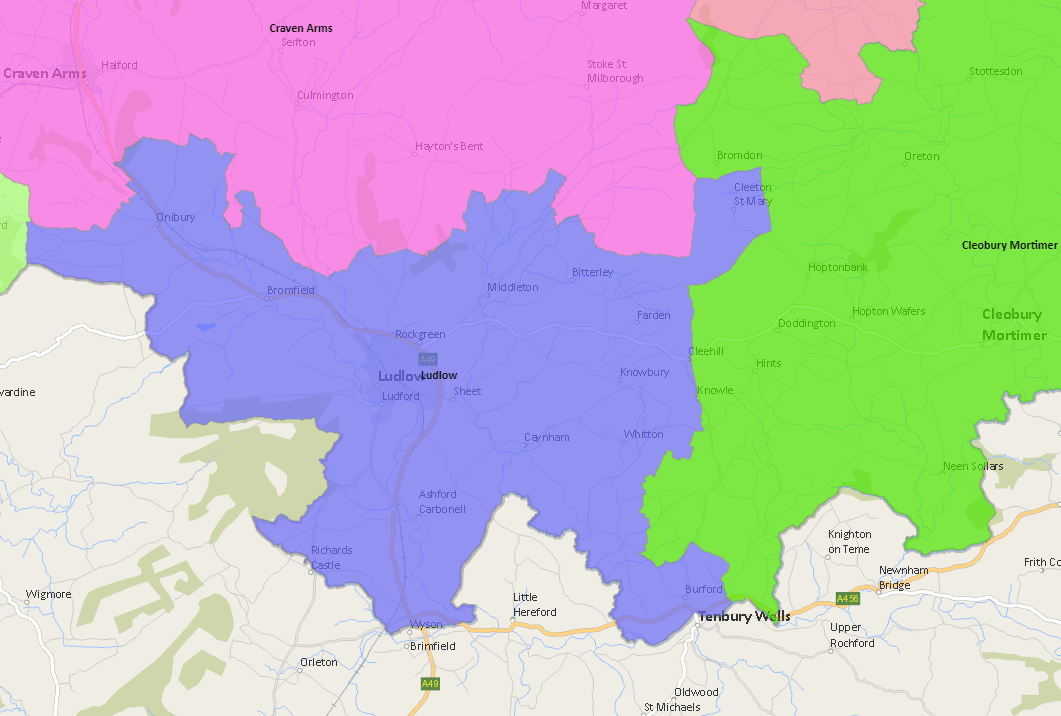 Margaret
Craven Arms
Seifton
Halford
Craven Arms
Stoke St
Milborough
Stottesdon
Culmington
Hayton's Bent
Bromdon
Oreton
Cleeton
St Mary
Onibury
rd
Cleobury Mortimer
Hoptonbank
Bitterley
Middleton
Bromfield
Hopton Wafers
Cleobury
Mortimer
Farden
Doddington
Rockgreen
A49
Cleehill
Hints
Ludlow
Ludlow
Knowbury
Sheet
Knowle
vardine
Ludford
Caynham
Whitton
Neen Sollars
Ashford
Carbonell
Knighton
on Teme
Richards
Castle
Newnham
Bridge
Frith Co
Burford
Wigmore
Little
Hereford
A456
Tenbury Wells
Wyson
Upper
Rochford
Brimfield
Orleton
A49
Oldwood
St Michaels